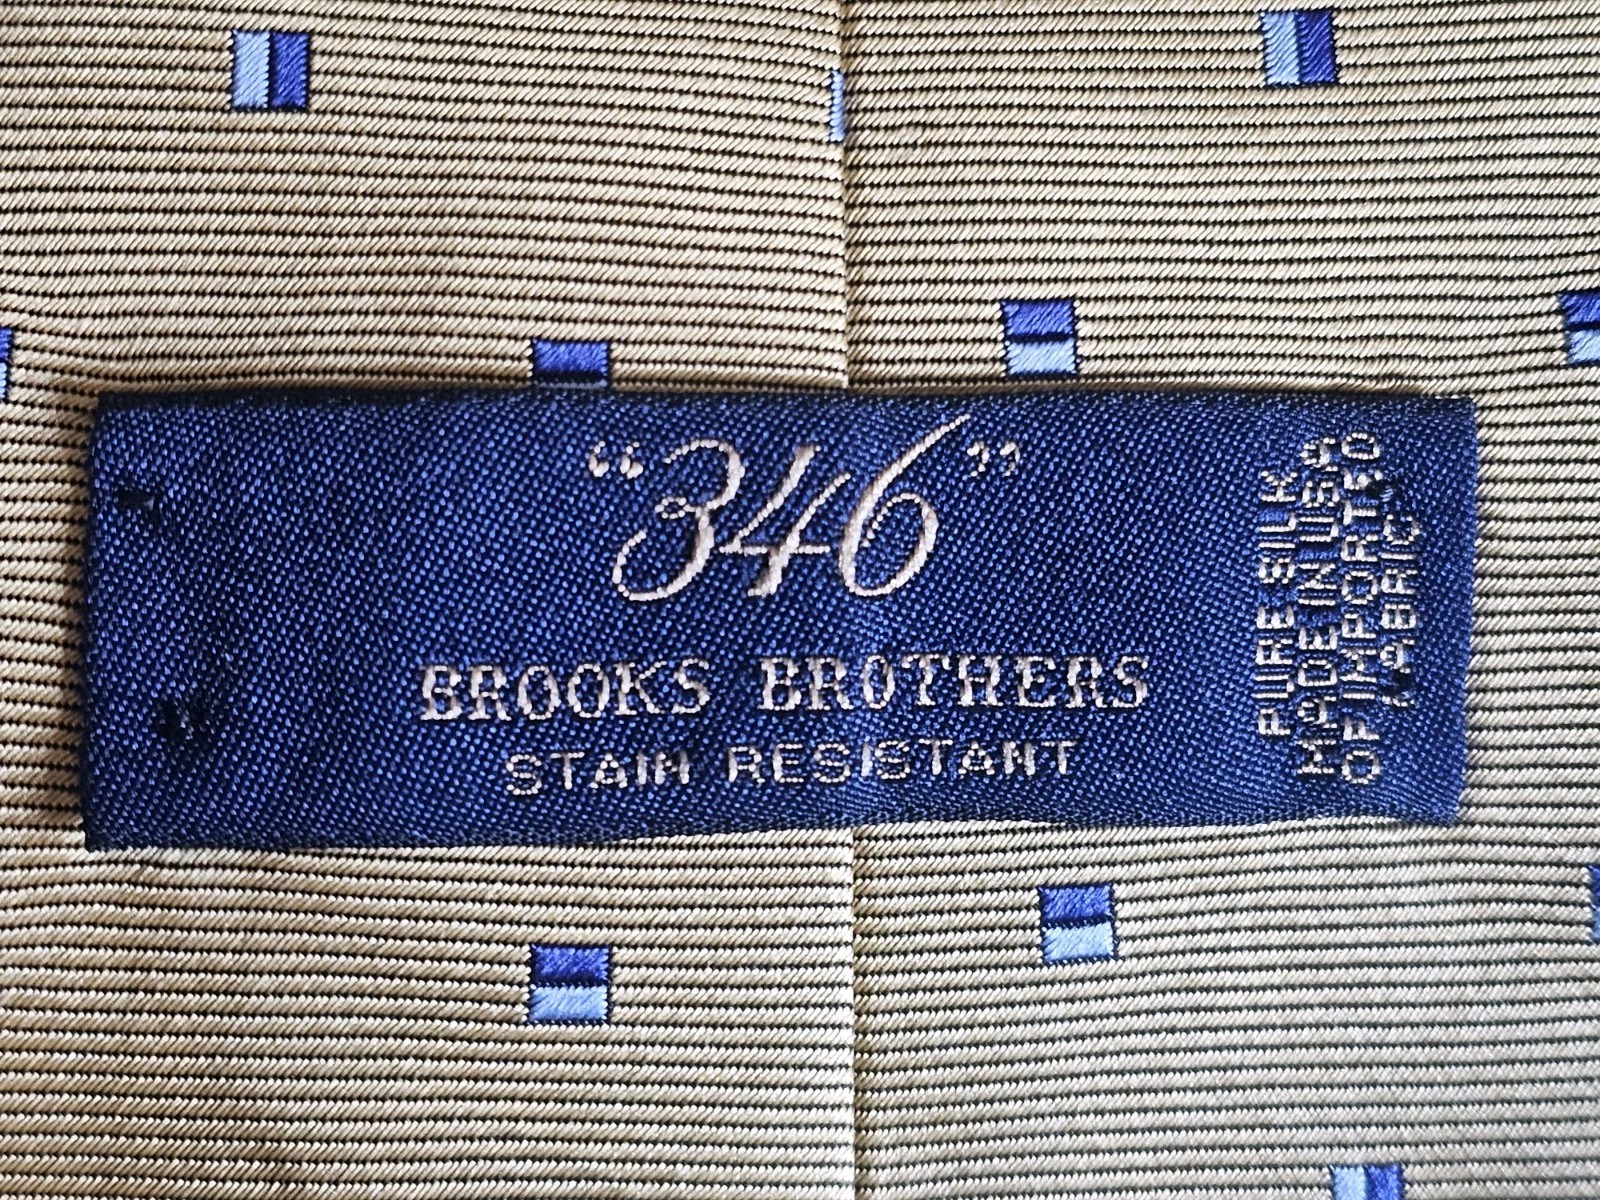 “346”
BROOKS BROTHERS
STAIN RESISTANT
PURE SILK
MADE IN USA
OF IMPORTED
FABRIC